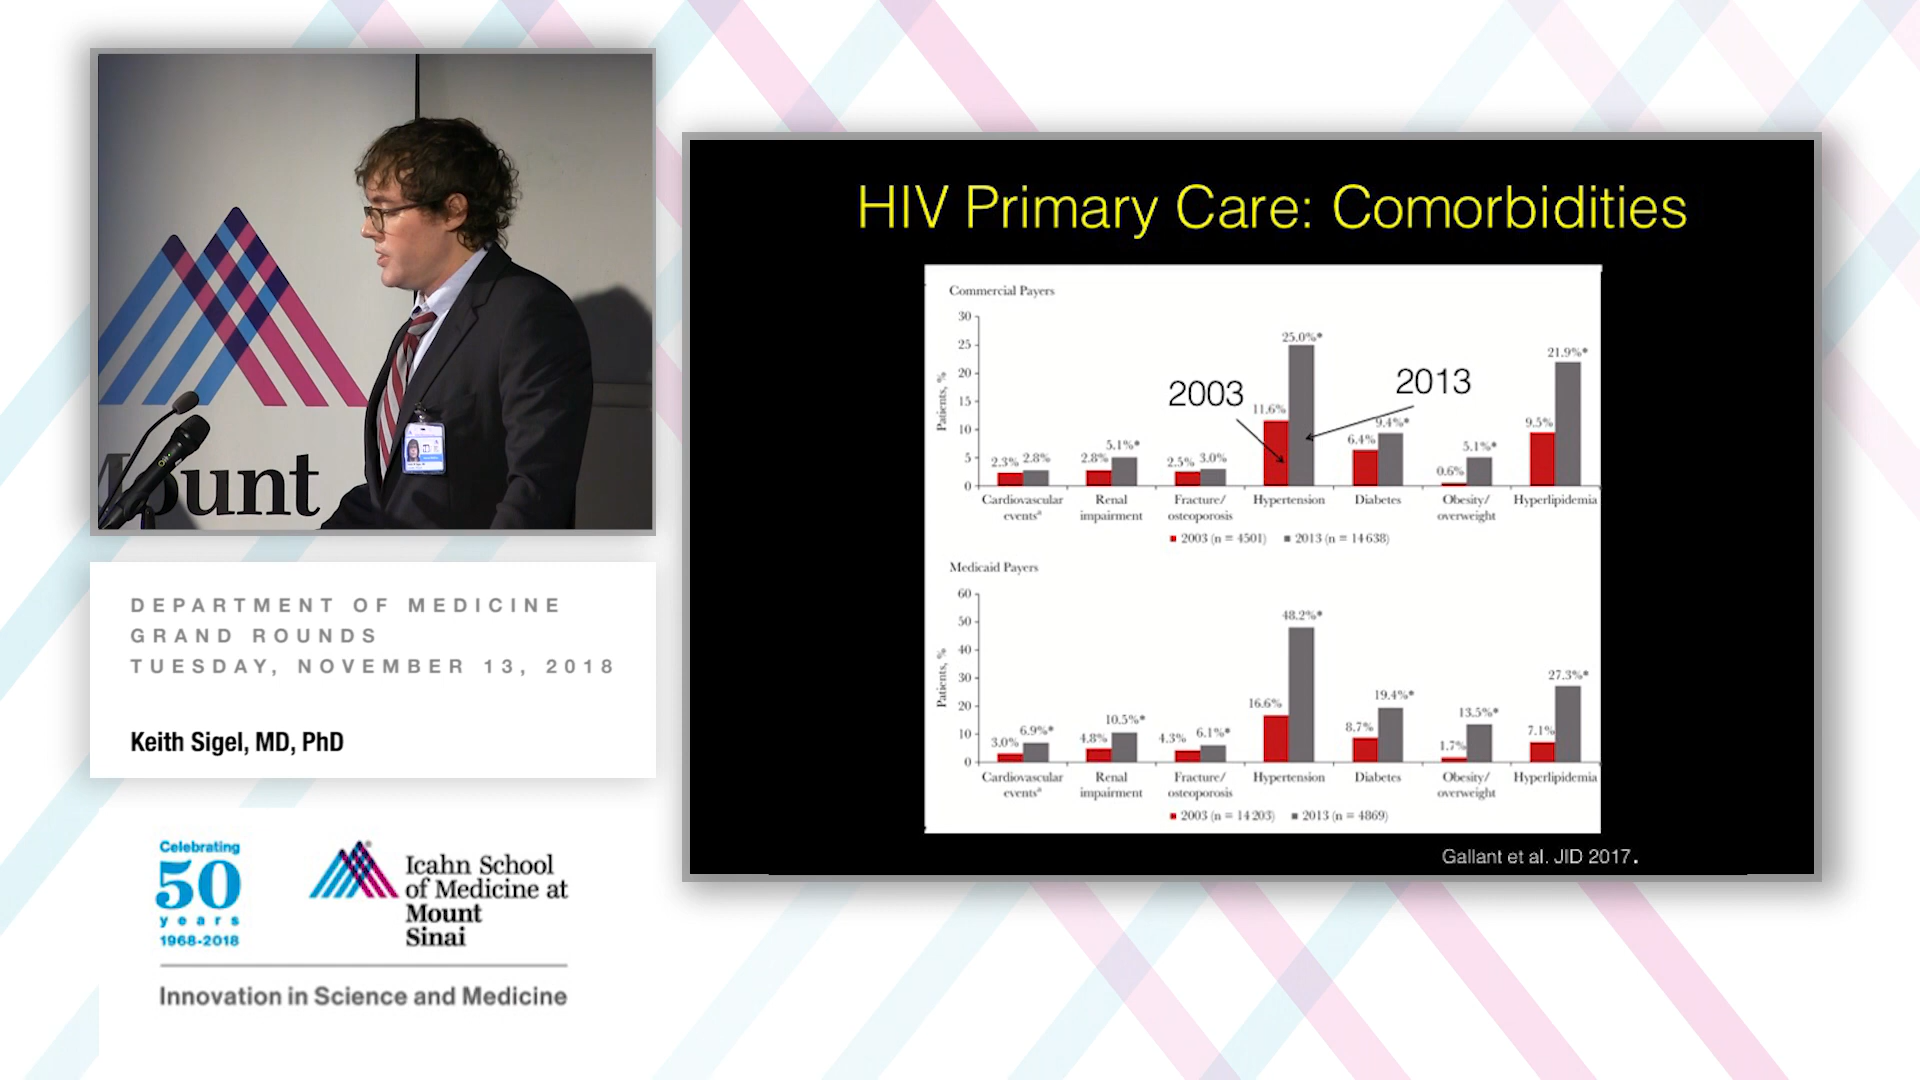 Mount
DEPARTMENT OF MEDICINE
GRAND ROUNDS
TUESDAY, NOVEMBER 13, 2018
Keith Sigel, MD, PhD
Celebrating
50
years
1968-2018
Icahn School
of Medicine at
Mount
Sinai
Innovation in Science and Medicine
HIV Primary Care: Comorbidities
Commercial Payers
Patients, %
30
25
20
15
10
5
0
2.3% 2.8%
2.8% 5.1%*
2.5% 3.0%
11.6% 25.0%*
6.4% 9.4%*
0.6% 5.1%*
9.5% 21.9%*
2003
2013
Cardiovascular
eventsª
Renal
impairment
Fracture/
osteoporosis
Hypertension
Diabetes
Obesity/
overweight
Hyperlipidemia
2003 (n = 4501) 2013 (n = 14 638)
Medicaid Payers
Patients, %
60
50
40
30
20
10
0
3.0% 6.9%*
4.8% 10.5%*
4.3% 6.1%*
16.6% 48.2%*
8.7% 19.4%*
1.7% 13.5%*
7.1% 27.3%*
Cardiovascular
eventsª
Renal
impairment
Fracture/
osteoporosis
Hypertension
Diabetes
Obesity/
overweight
Hyperlipidemia
2003 (n = 14 203) 2013 (n = 4869)
Gallant et al. JID 2017.